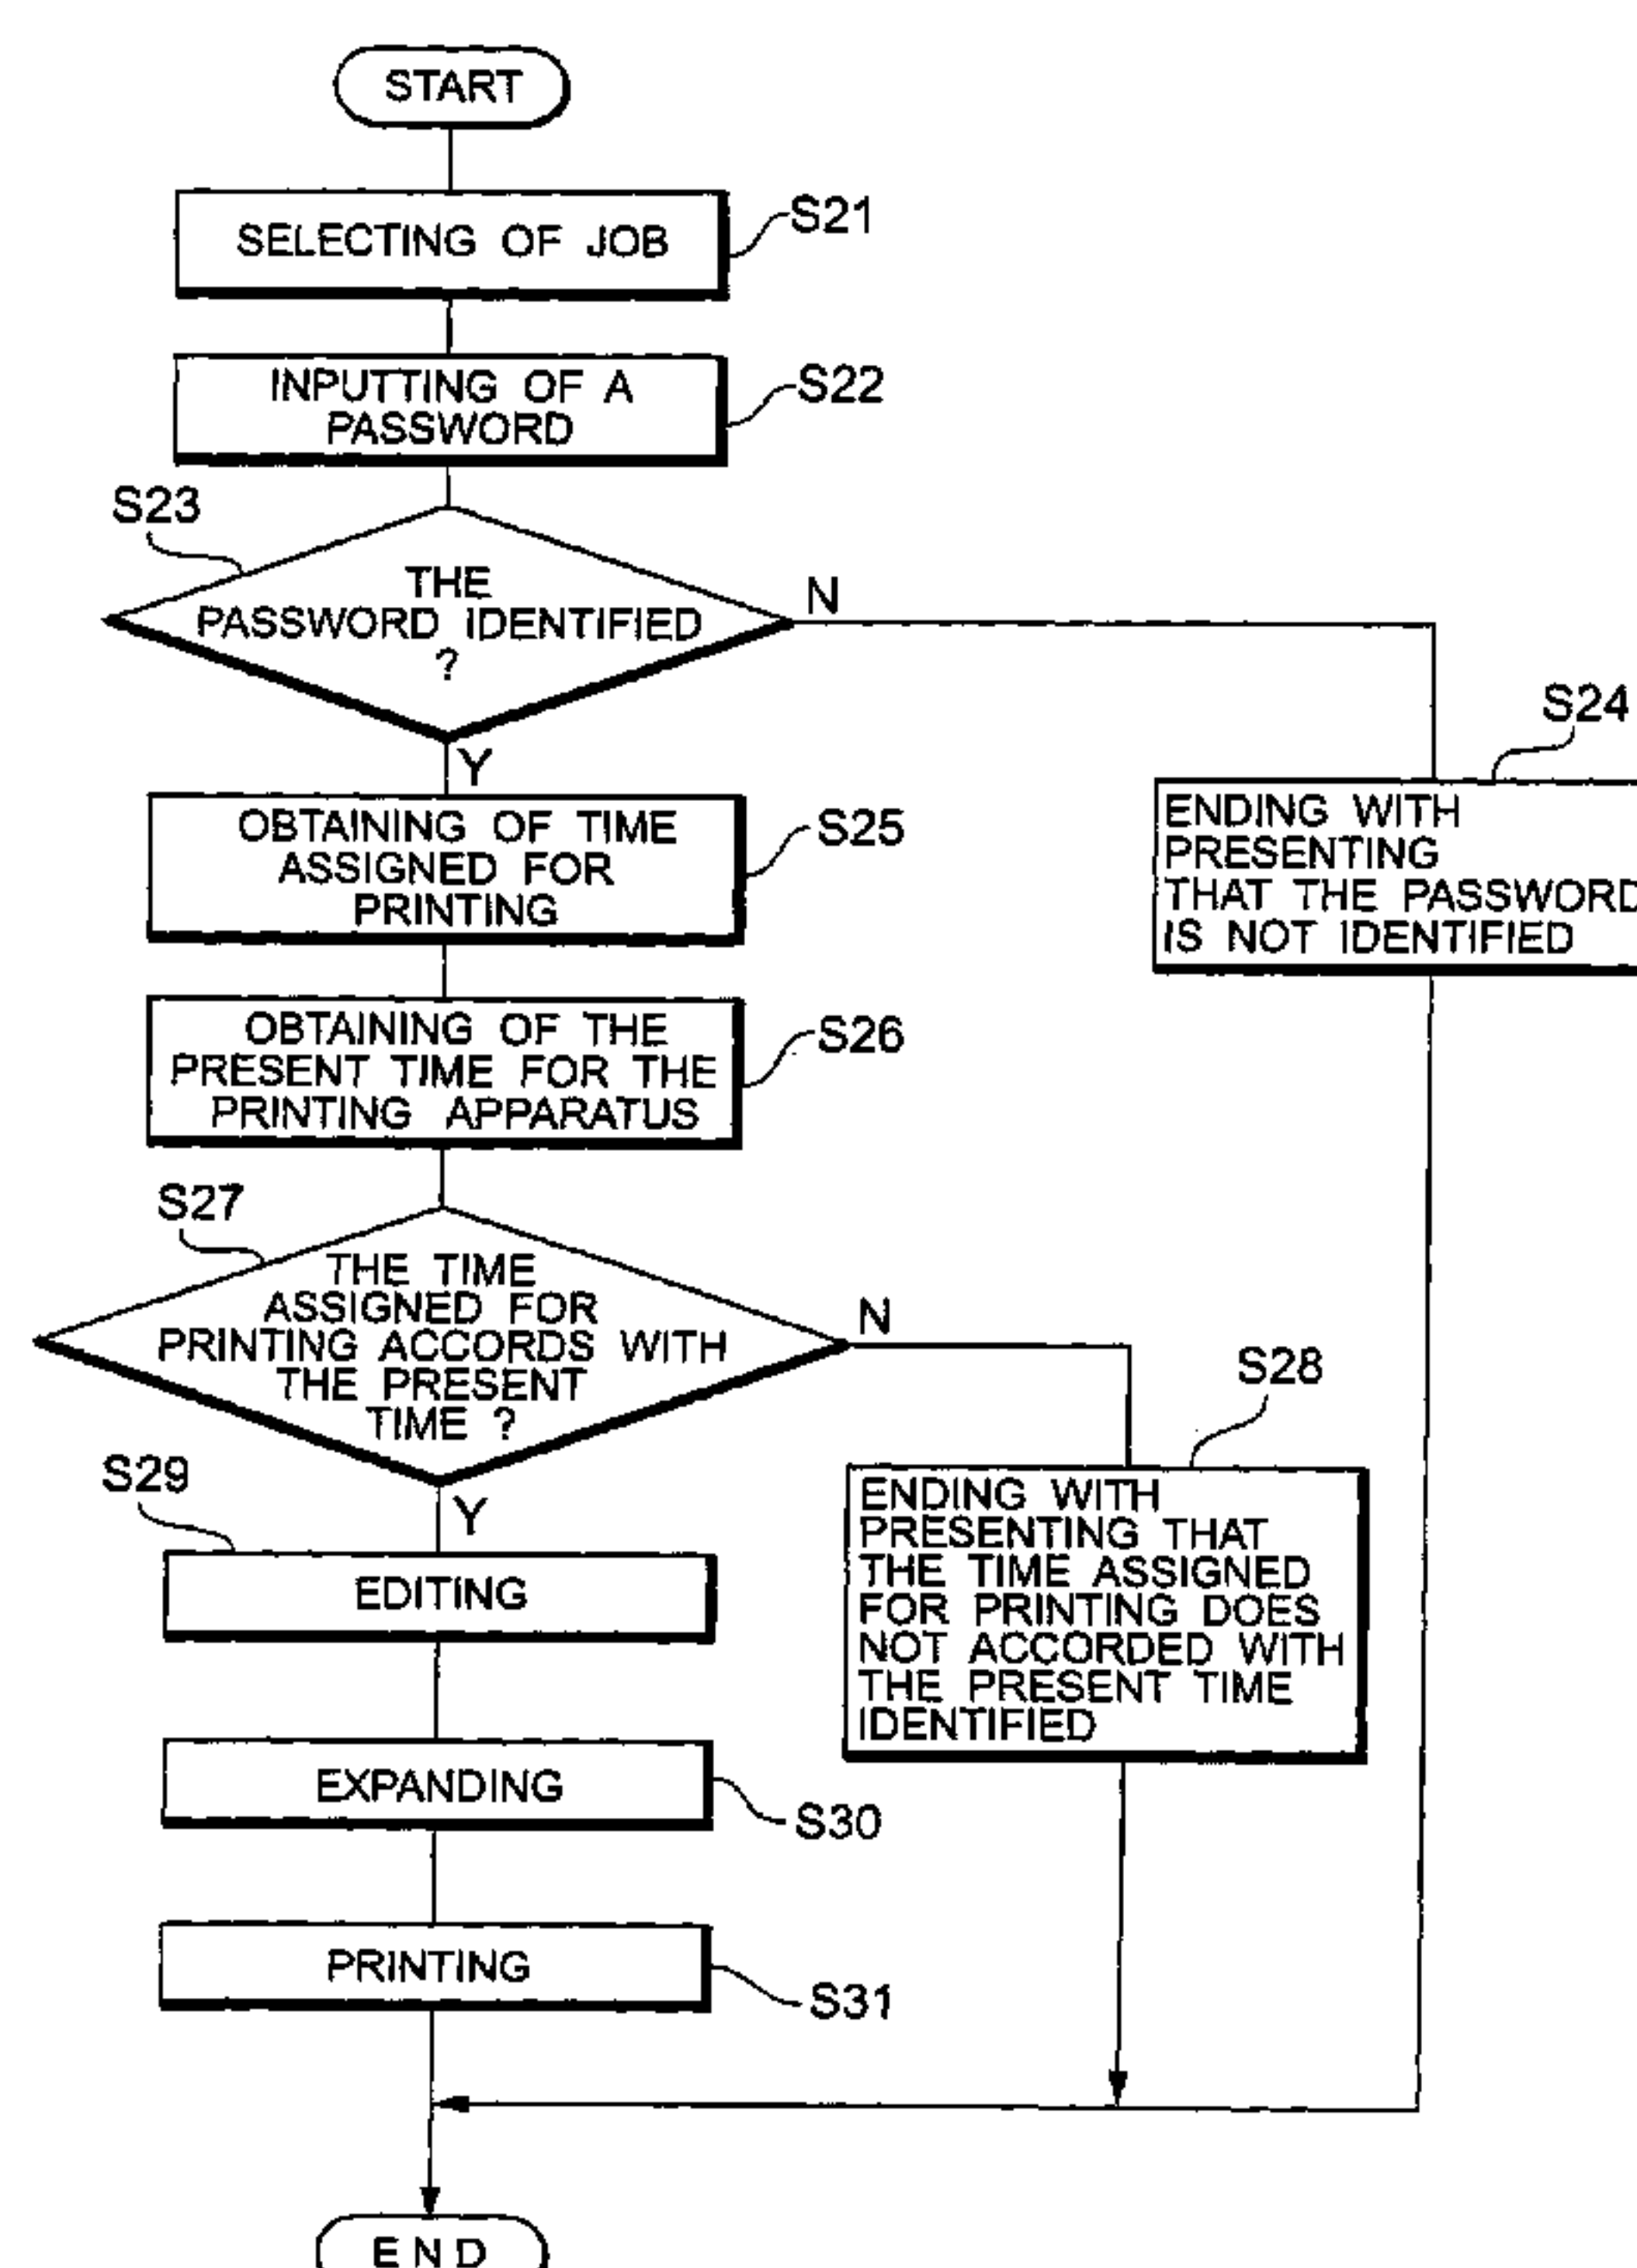 START
SELECTING OF JOB
S21
INPUTTING OF A
PASSWORD
S22
S23
THE
PASSWORD IDENTIFIED
?
N
Y
S24
ENDING WITH
PRESENTING
THAT THE PASSWORD
IS NOT IDENTIFIED
OBTAINING OF TIME
ASSIGNED FOR
PRINTING
S25
OBTAINING OF THE
PRESENT TIME FOR THE
PRINTING APPARATUS
S26
S27
THE TIME
ASSIGNED FOR
PRINTING ACCORDS WITH
THE PRESENT
TIME ?
N
Y
S28
ENDING WITH
PRESENTING THAT
THE TIME ASSIGNED
FOR PRINTING DOES
NOT ACCORDED WITH
THE PRESENT TIME
IDENTIFIED
S29
EDITING
EXPANDING
S30
PRINTING
S31
END